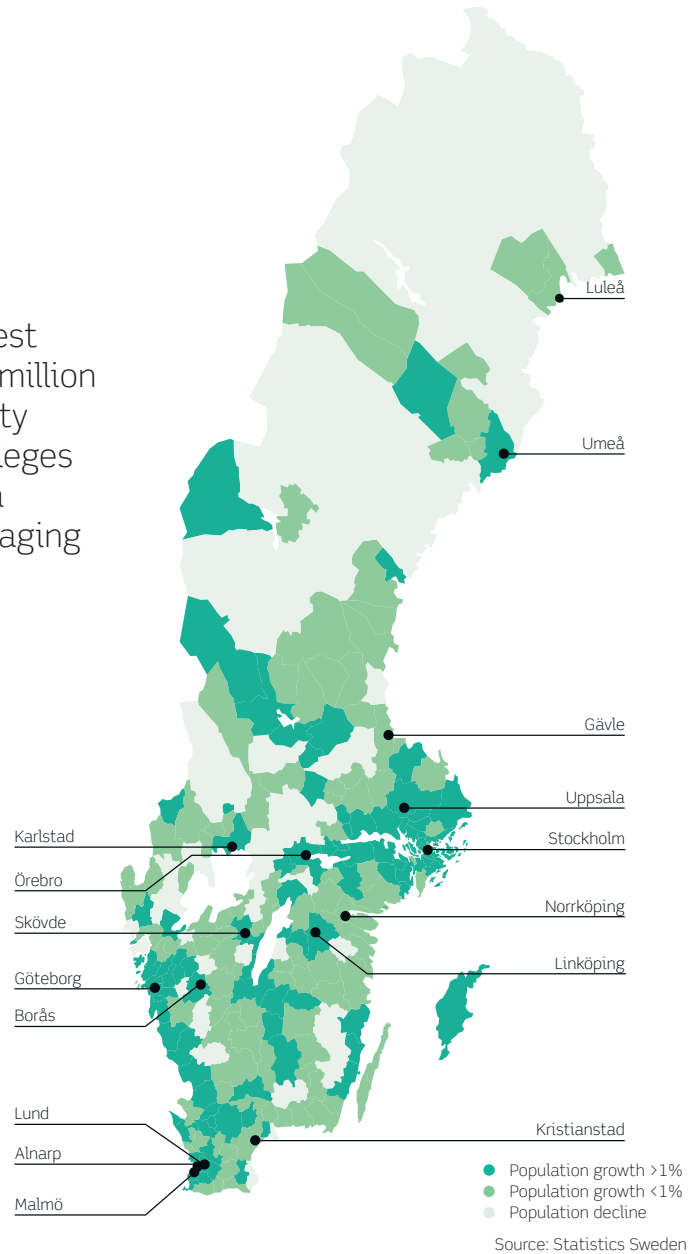 est
million
ty
leges
aging
Luleå
Umeå
Gävle
Uppsala
Stockholm
Karlstad
Örebro
Skövde
Norrköping
Linköping
Göteborg
Borås
Lund
Alnarp
Malmö
Kristianstad
Population growth >1%
Population growth <1%
Population decline
Source: Statistics Sweden